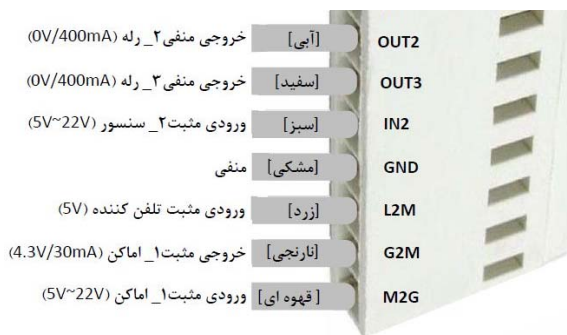 خروجی منفی۲_ رله (0V/400mA) [آبی] OUT2
خروجی منفی۳_ رله (0V/400mA) [سفید] OUT3
ورودی مثبت۲_ سنسور (5V~22V) [سبز] IN2
منفی [مشکی] GND
ورودی مثبت تلفن کننده (5V) [زرد] L2M
خروجی مثبت۱_ اماکن (4.3V/30mA) [نارنجی] G2M
ورودی مثبت۱_ اماکن (5V~22V) [قهوه ای] M2G